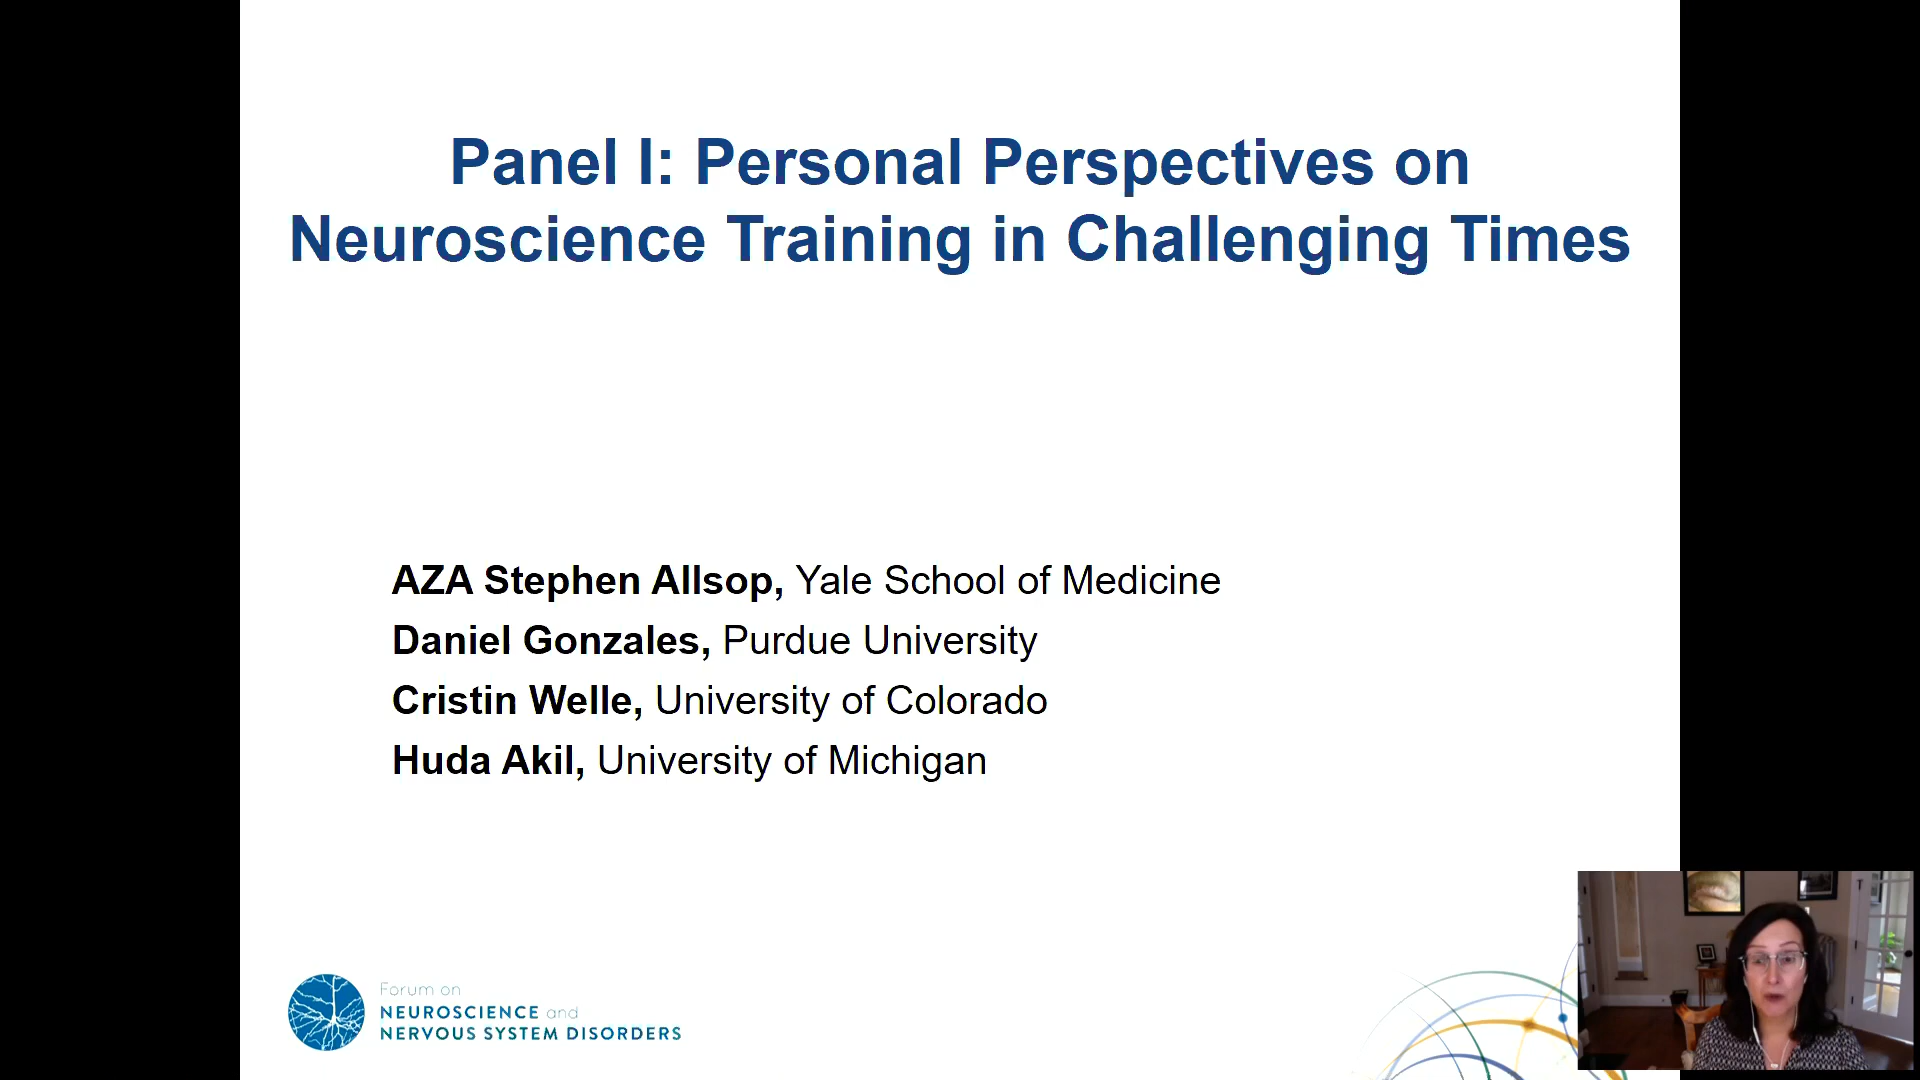 Panel I: Personal Perspectives on
Neuroscience Training in Challenging Times
AZA Stephen Allsop, Yale School of Medicine
Daniel Gonzales, Purdue University
Cristin Welle, University of Colorado
Huda Akil, University of Michigan
Forum on
NEUROSCIENCE and
NERVOUS SYSTEM DISORDERS